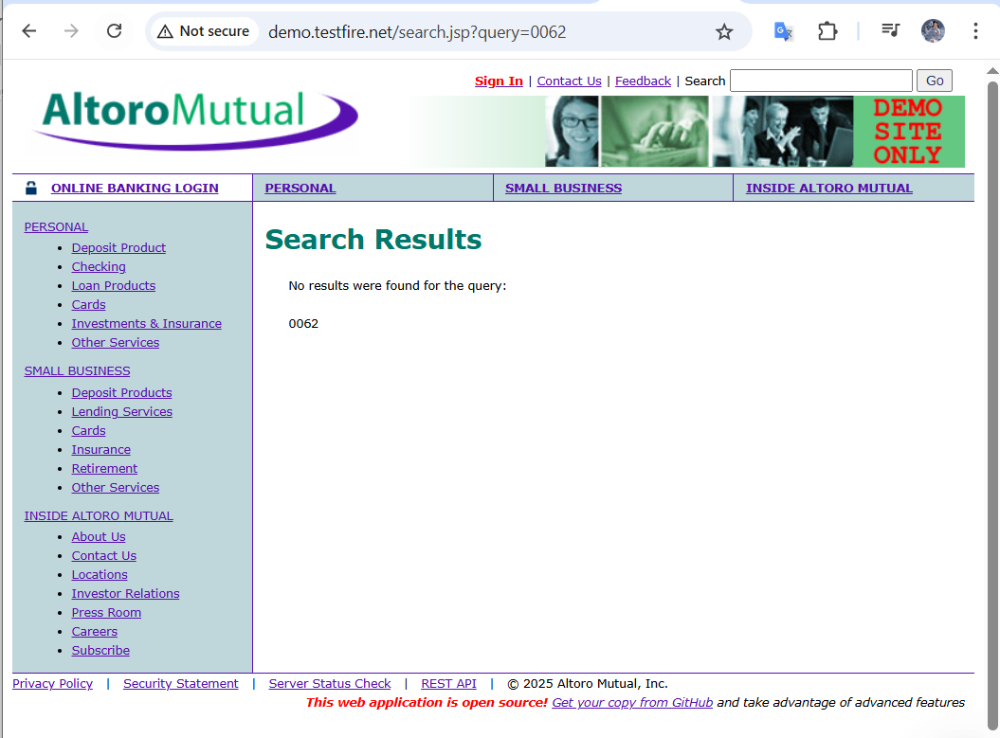 Not secure demo.testfire.net/search.jsp?query=0062
Sign In | Contact Us | Feedback | Search Go
AltoroMutual
DEMO
SITE
ONLY
ONLINE BANKING LOGIN PERSONAL SMALL BUSINESS INSIDE ALTORO MUTUAL
PERSONAL
Deposit Product
Checking
Loan Products
Cards
Investments & Insurance
Other Services
SMALL BUSINESS
Deposit Products
Lending Services
Cards
Insurance
Retirement
Other Services
INSIDE ALTORO MUTUAL
About Us
Contact Us
Locations
Investor Relations
Press Room
Careers
Subscribe
Search Results
No results were found for the query:
0062
Privacy Policy | Security Statement | Server Status Check | REST API | © 2025 Altoro Mutual, Inc.
This web application is open source! Get your copy from GitHub and take advantage of advanced features